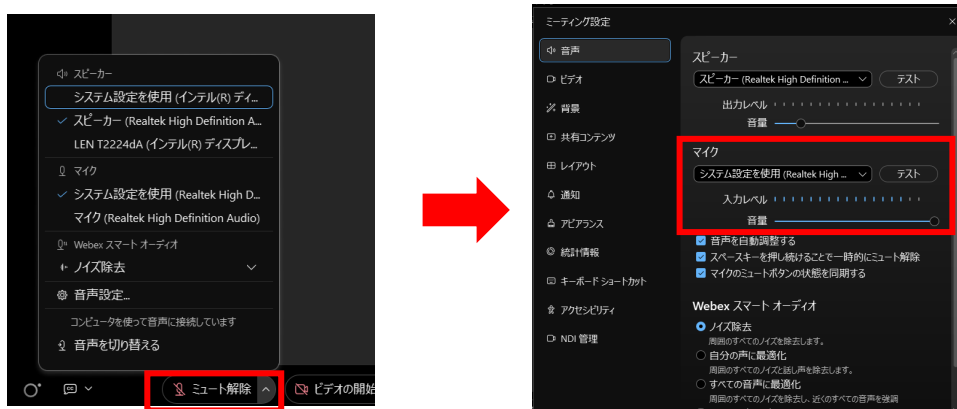 スピーカー
システム設定を使用 (インテル(R) ディ...
スピーカー (Realtek High Definition A...
LEN T2224dA (インテル(R) ディスプレ...
マイク
システム設定を使用 (Realtek High D...
マイク (Realtek High Definition Audio)
Webex スマート オーディオ
ノイズ除去
音声設定...
コンピュータを使って音声に接続しています
音声を切り替える
ミュート解除
ビデオの開始
ミーティング設定
音声
ビデオ
背景
共有コンテンツ
レイアウト
通知
アピアランス
統計情報
キーボード ショートカット
アクセシビリティ
NDI 管理
スピーカー
スピーカー (Realtek High Definition ...
テスト
出力レベル
音量
マイク
システム設定を使用 (Realtek High ...
テスト
入力レベル
音量
音声を自動調整する
スペースキーを押し続けることで一時的にミュート解除
マイクのミュートボタンの状態を同期する
Webex スマート オーディオ
ノイズ除去
周囲のすべてのノイズを除去します。
自分の声に最適化
周囲のすべてのノイズと話し声を除去します。
すべての音声に最適化
周囲のすべてのノイズを除去し、近くのすべての音声を強調